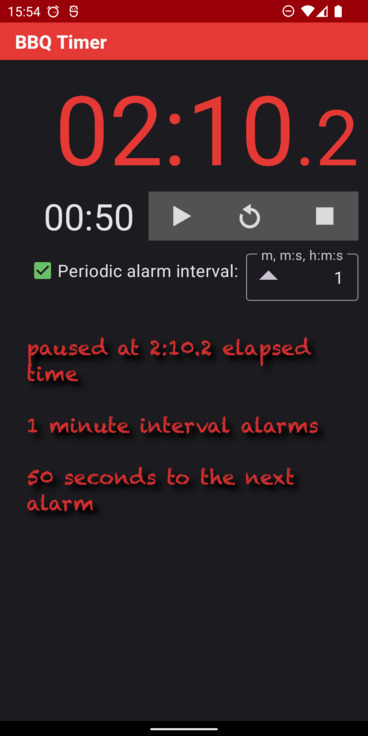 15:54
BBQ Timer
02:10.2
00:50
Periodic alarm interval:
m, m:s, h:m:s
1
paused at 2:10.2 elapsed
time
1 minute interval alarms
50 seconds to the next
alarm